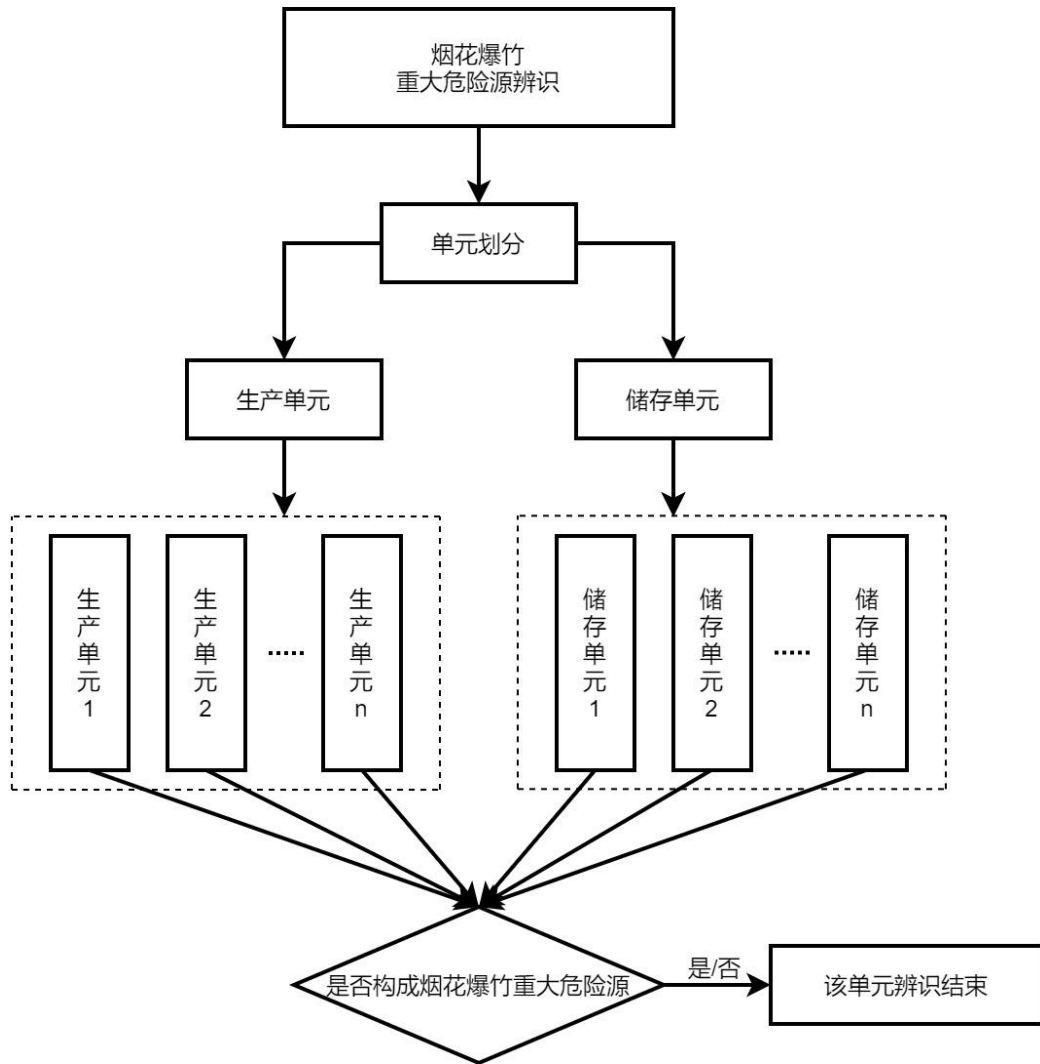 烟花爆竹
重大危险源辨识
单元划分
生产单元
储存单元
生产单元1
生产单元2
······
生产单元n
储存单元1
储存单元2
······
储存单元n
是否构成烟花爆竹重大危险源
是/否
该单元辨识结束